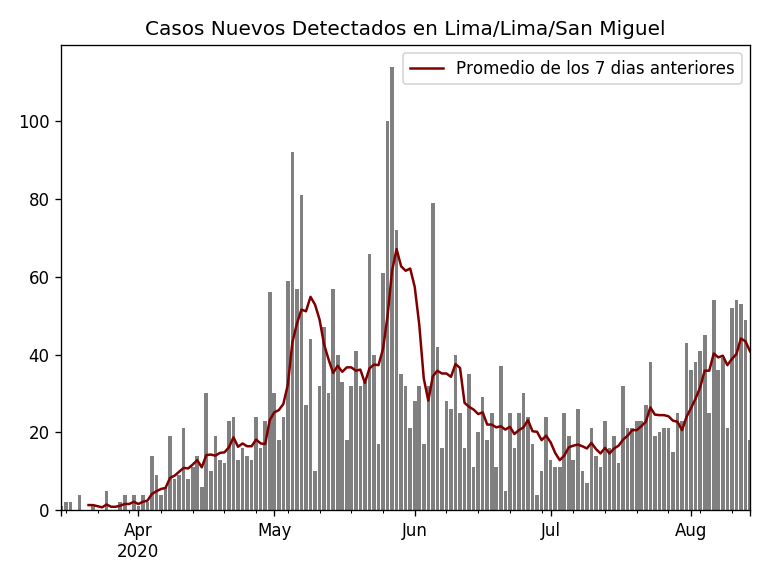 Casos Nuevos Detectados en Lima/Lima/San Miguel
Promedio de los 7 dias anteriores
100
80
60
40
20
0
Apr May Jun Jul Aug
2020